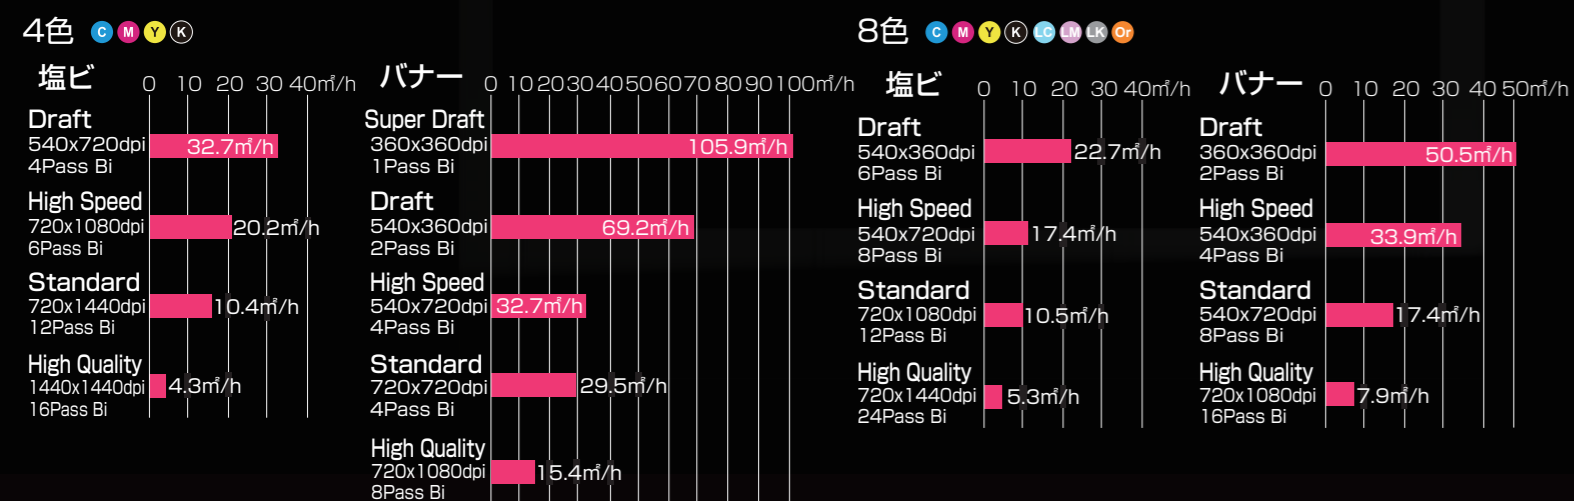 4色 C M Y K
塩ビ 0 10 20 30 40㎡/h
Draft
540x720dpi
4Pass Bi
32.7㎡/h
High Speed
720x1080dpi
6Pass Bi
20.2㎡/h
Standard
720x1440dpi
12Pass Bi
10.4㎡/h
High Quality
1440x1440dpi
16Pass Bi
4.3㎡/h
バナー 0 10 20 30 40 50 60 70 80 90 100㎡/h
Super Draft
360x360dpi
1Pass Bi
105.9㎡/h
Draft
540x360dpi
2Pass Bi
69.2㎡/h
High Speed
540x720dpi
4Pass Bi
32.7㎡/h
Standard
720x720dpi
4Pass Bi
29.5㎡/h
High Quality
720x1080dpi
8Pass Bi
15.4㎡/h
8色 C M Y K LC LM LK Or
塩ビ 0 10 20 30 40㎡/h
Draft
540x360dpi
6Pass Bi
22.7㎡/h
High Speed
540x720dpi
8Pass Bi
17.4㎡/h
Standard
720x1080dpi
12Pass Bi
10.5㎡/h
High Quality
720x1440dpi
24Pass Bi
5.3㎡/h
バナー 0 10 20 30 40 50㎡/h
Draft
360x360dpi
2Pass Bi
50.5㎡/h
High Speed
540x360dpi
4Pass Bi
33.9㎡/h
Standard
540x720dpi
8Pass Bi
17.4㎡/h
High Quality
720x1080dpi
16Pass Bi
7.9㎡/h